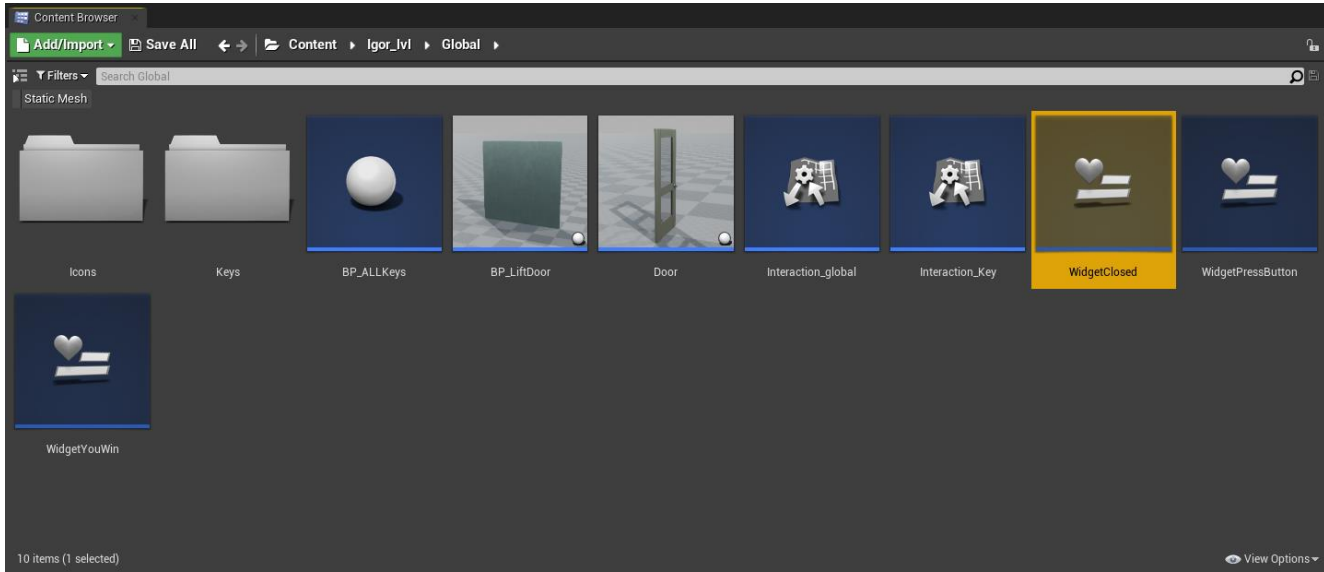 Content Browser
Add/Import Save All Content Igor_lvl Global
Filters Search Global
Static Mesh
Icons Keys BP_ALLKeys BP_LiftDoor Door Interaction_global Interaction_Key WidgetClosed WidgetPressButton
WidgetYouWin
10 items (1 selected) View Options